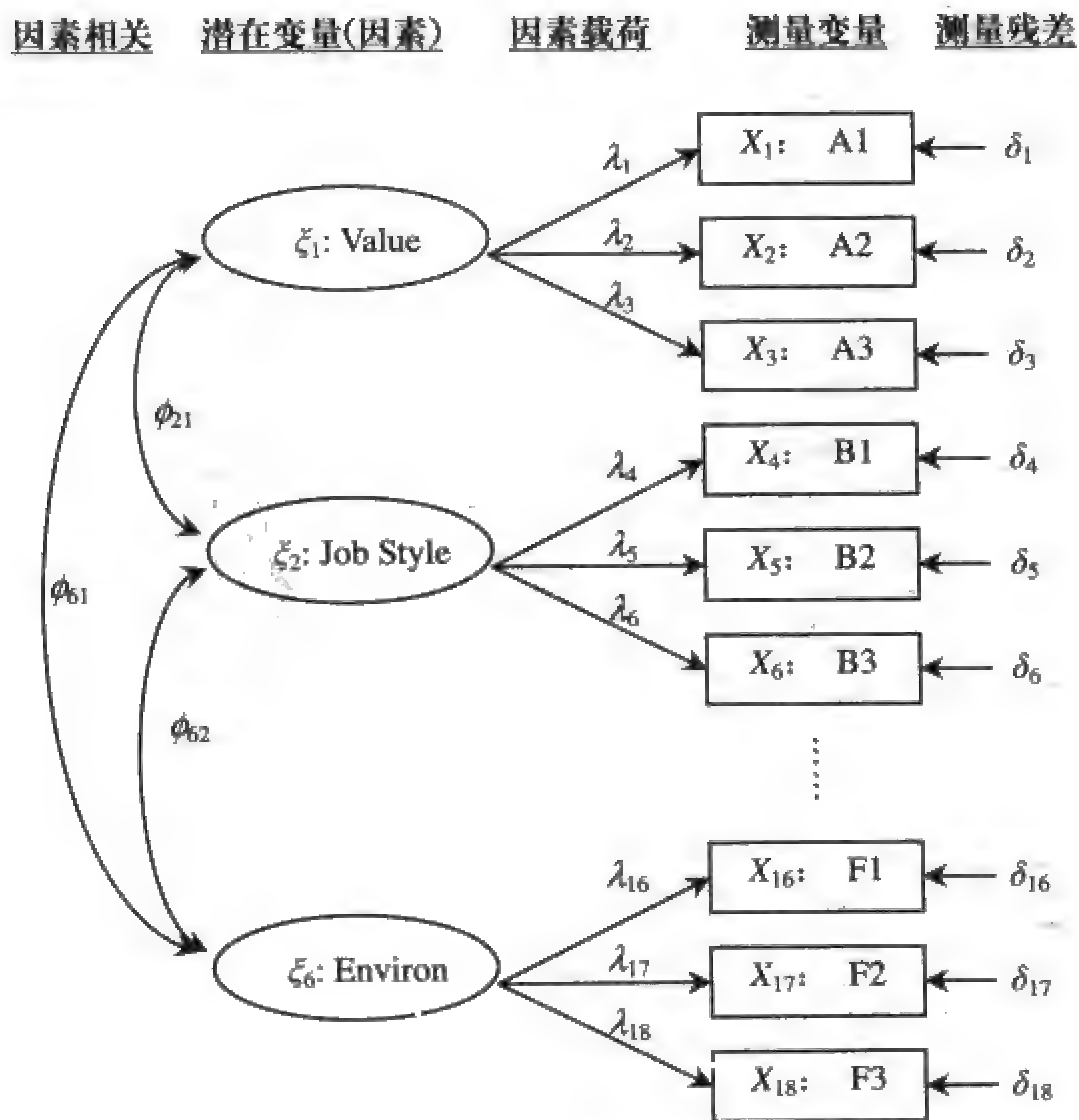 因素相关 潜在变量(因素) 因素载荷 测量变量 测量残差
λ₁ X₁: A1 δ₁
ξ₁: Value λ₂ X₂: A2 δ₂
λ₃ X₃: A3 δ₃
ϕ₂₁
λ₄ X₄: B1 δ₄
ξ₂: Job Style λ₅ X₅: B2 δ₅
ϕ₆₁
λ₆ X₆: B3 δ₆
ϕ₆₂
λ₁₆ X₁₆: F1 δ₁₆
ξ₆: Environ λ₁₇ X₁₇: F2 δ₁₇
λ₁₈ X₁₈: F3 δ₁₈